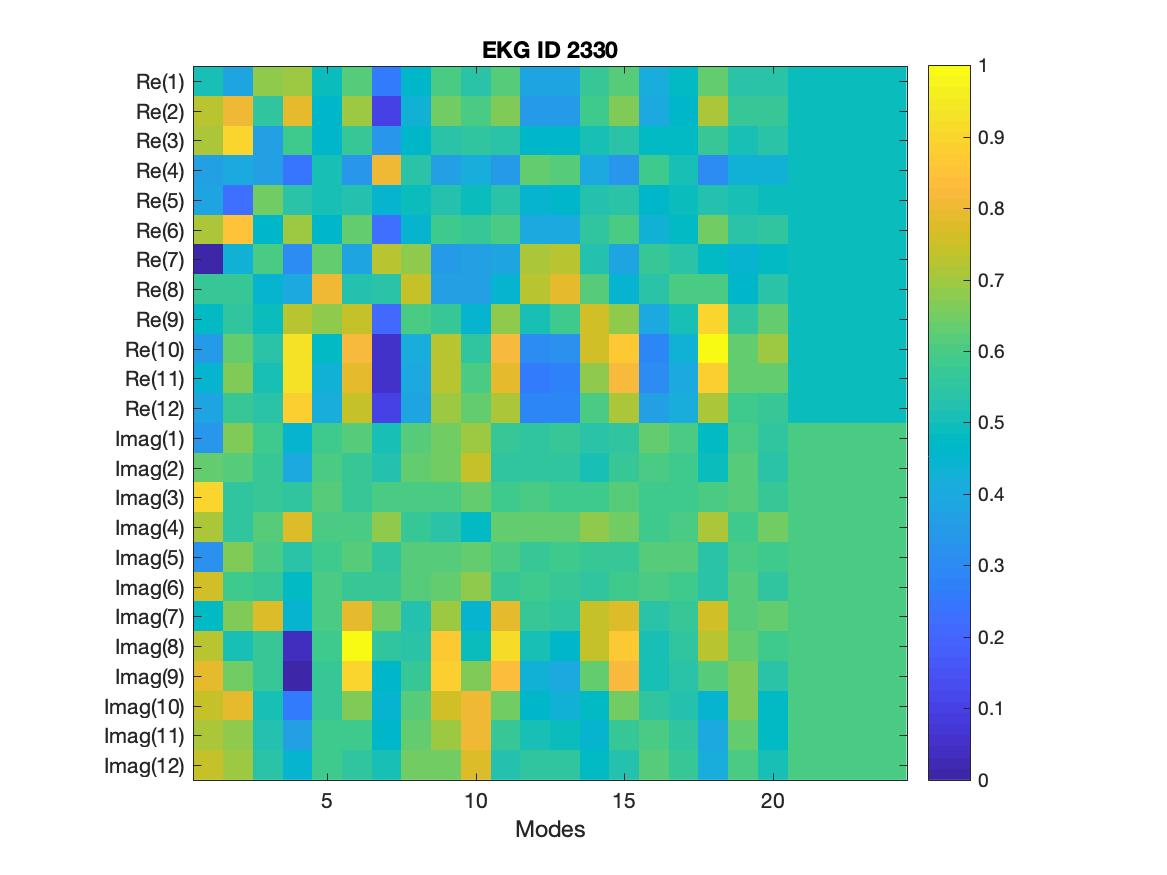 EKG ID 2330
Re(1)
Re(2)
Re(3)
Re(4)
Re(5)
Re(6)
Re(7)
Re(8)
Re(9)
Re(10)
Re(11)
Re(12)
Imag(1)
Imag(2)
Imag(3)
Imag(4)
Imag(5)
Imag(6)
Imag(7)
Imag(8)
Imag(9)
Imag(10)
Imag(11)
Imag(12)
5 10 15 20
Modes
1
0.9
0.8
0.7
0.6
0.5
0.4
0.3
0.2
0.1
0